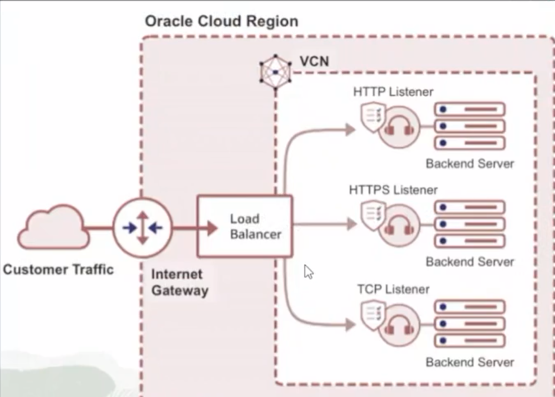 Oracle Cloud Region
VCN
HTTP Listener
Backend Server
HTTPS Listener
Load
Balancer
Backend Server
Customer Traffic
Internet
Gateway
TCP Listener
Backend Server